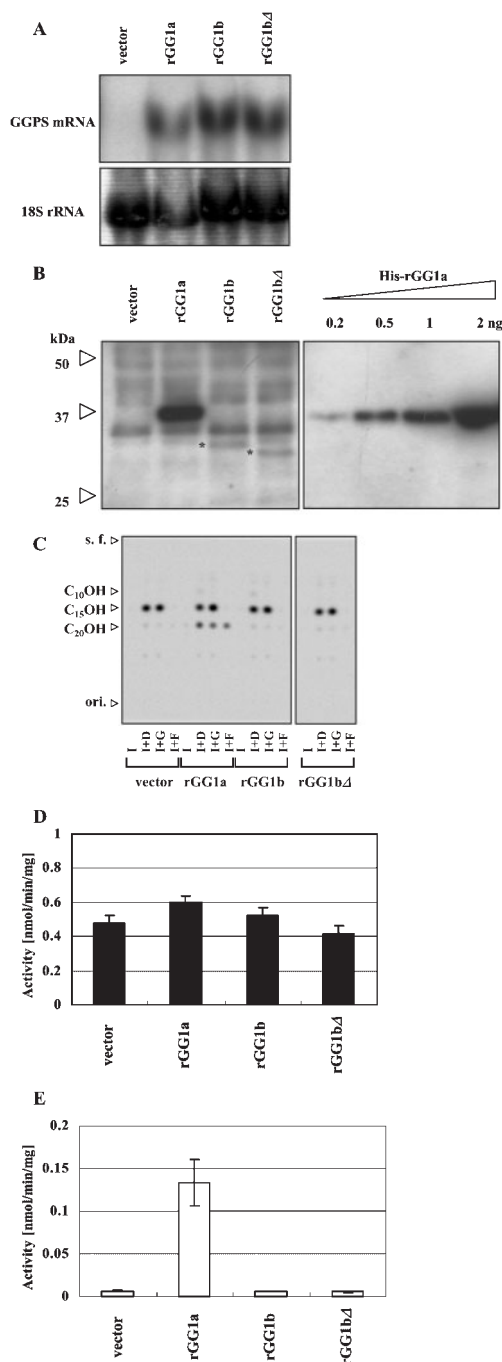 A
vector rGG1a rGG1b rGG1bΔ
GGPS mRNA
18S rRNA
B
His-rGG1a
vector rGG1a rGG1b rGG1bΔ
0.2 0.5 1 2 ng
kDa
50
37
*
*
25
C
s. f.
C₁₀OH
C₁₅OH
C₂₀OH
ori.
I I+D I+G I+F I I+D I+G I+F I I+D I+G I+F I I+D I+G I+F
vector rGG1a rGG1b rGG1bΔ
D
Activity [nmol/min/mg]
1
0.8
0.6
0.4
0.2
0
vector rGG1a rGG1b rGG1bΔ
E
Activity [nmol/min/mg]
0.2
0.15
0.1
0.05
0
vector rGG1a rGG1b rGG1bΔ